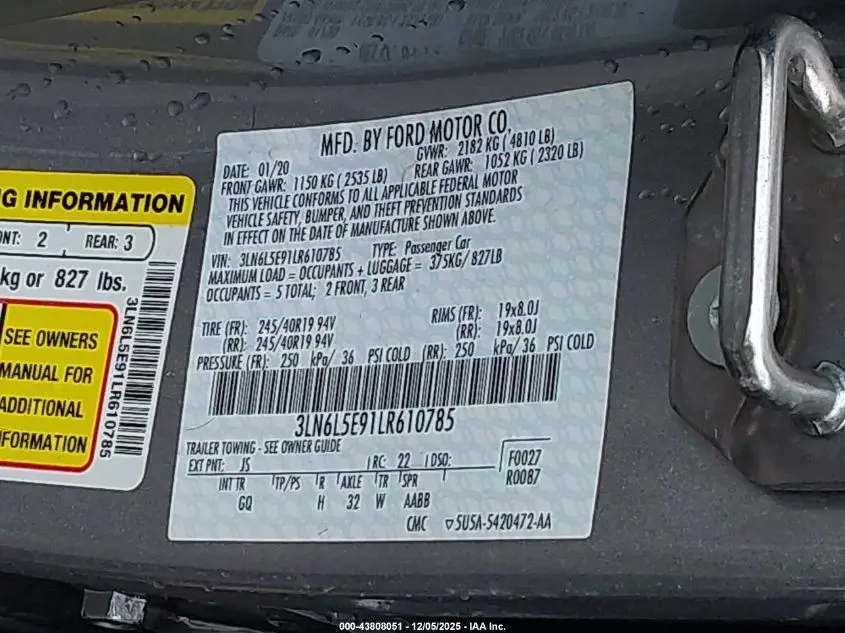 NG INFORMATION
NT: 2 REAR: 3
kg or 827 lbs.
SEE OWNERS
MANUAL FOR
ADDITIONAL
INFORMATION
3LN6L5E91LR610785
MFD. BY FORD MOTOR CO.
DATE: 01/20 GVWR: 2182 KG ( 4810 LB)
FRONT GAWR: 1150 KG ( 2535 LB) REAR GAWR: 1052 KG ( 2320 LB)
THIS VEHICLE CONFORMS TO ALL APPLICABLE FEDERAL MOTOR
VEHICLE SAFETY, BUMPER, AND THEFT PREVENTION STANDARDS
IN EFFECT ON THE DATE OF MANUFACTURE SHOWN ABOVE.
VIN: 3LN6L5E91LR610785 TYPE: Passenger Car
MAXIMUM LOAD = OCCUPANTS + LUGGAGE = 375KG/ 827LB
OCCUPANTS = 5 TOTAL; 2 FRONT, 3 REAR
TIRE (FR): 245/40R19 94V RIMS (FR): 19x8.0J
(RR): 245/40R19 94V (RR): 19x8.0J
PRESSURE (FR): 250 kPa/ 36 PSI COLD (RR): 250 kPa/ 36 PSI COLD
3LN6L5E91LR610785
TRAILER TOWING - SEE OWNER GUIDE
EXT PNT: JS RC: 22 DSO: F0027
R0087
INT TR TP/PS R AXLE TR SPR
GQ H 32 W AABB
CMC 5U5A-5420472-AA
000-43808051 - 12/05/2025 - IAA Inc.